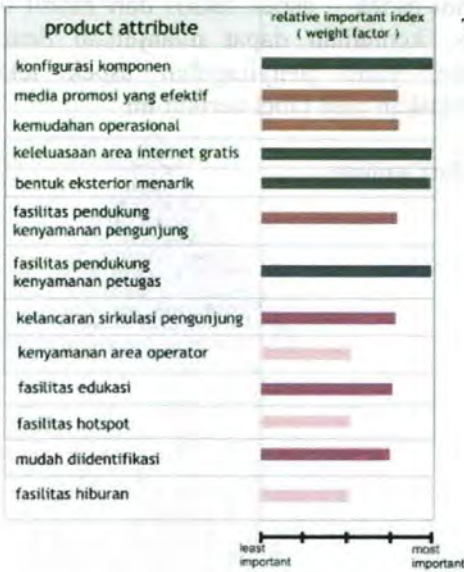 product attribute
relative important index
( weight factor )
konfigurasi komponen
media promosi yang efektif
kemudahan operasional
keleluasaan area internet gratis
bentuk eksterior menarik
fasilitas pendukung
kenyamanan pengunjung
fasilitas pendukung
kenyamanan petugas
kelancaran sirkulasi pengunjung
kenyamanan area operator
fasilitas edukasi
fasilitas hotspot
mudah diidentifikasi
fasilitas hiburan
least
important
most
important